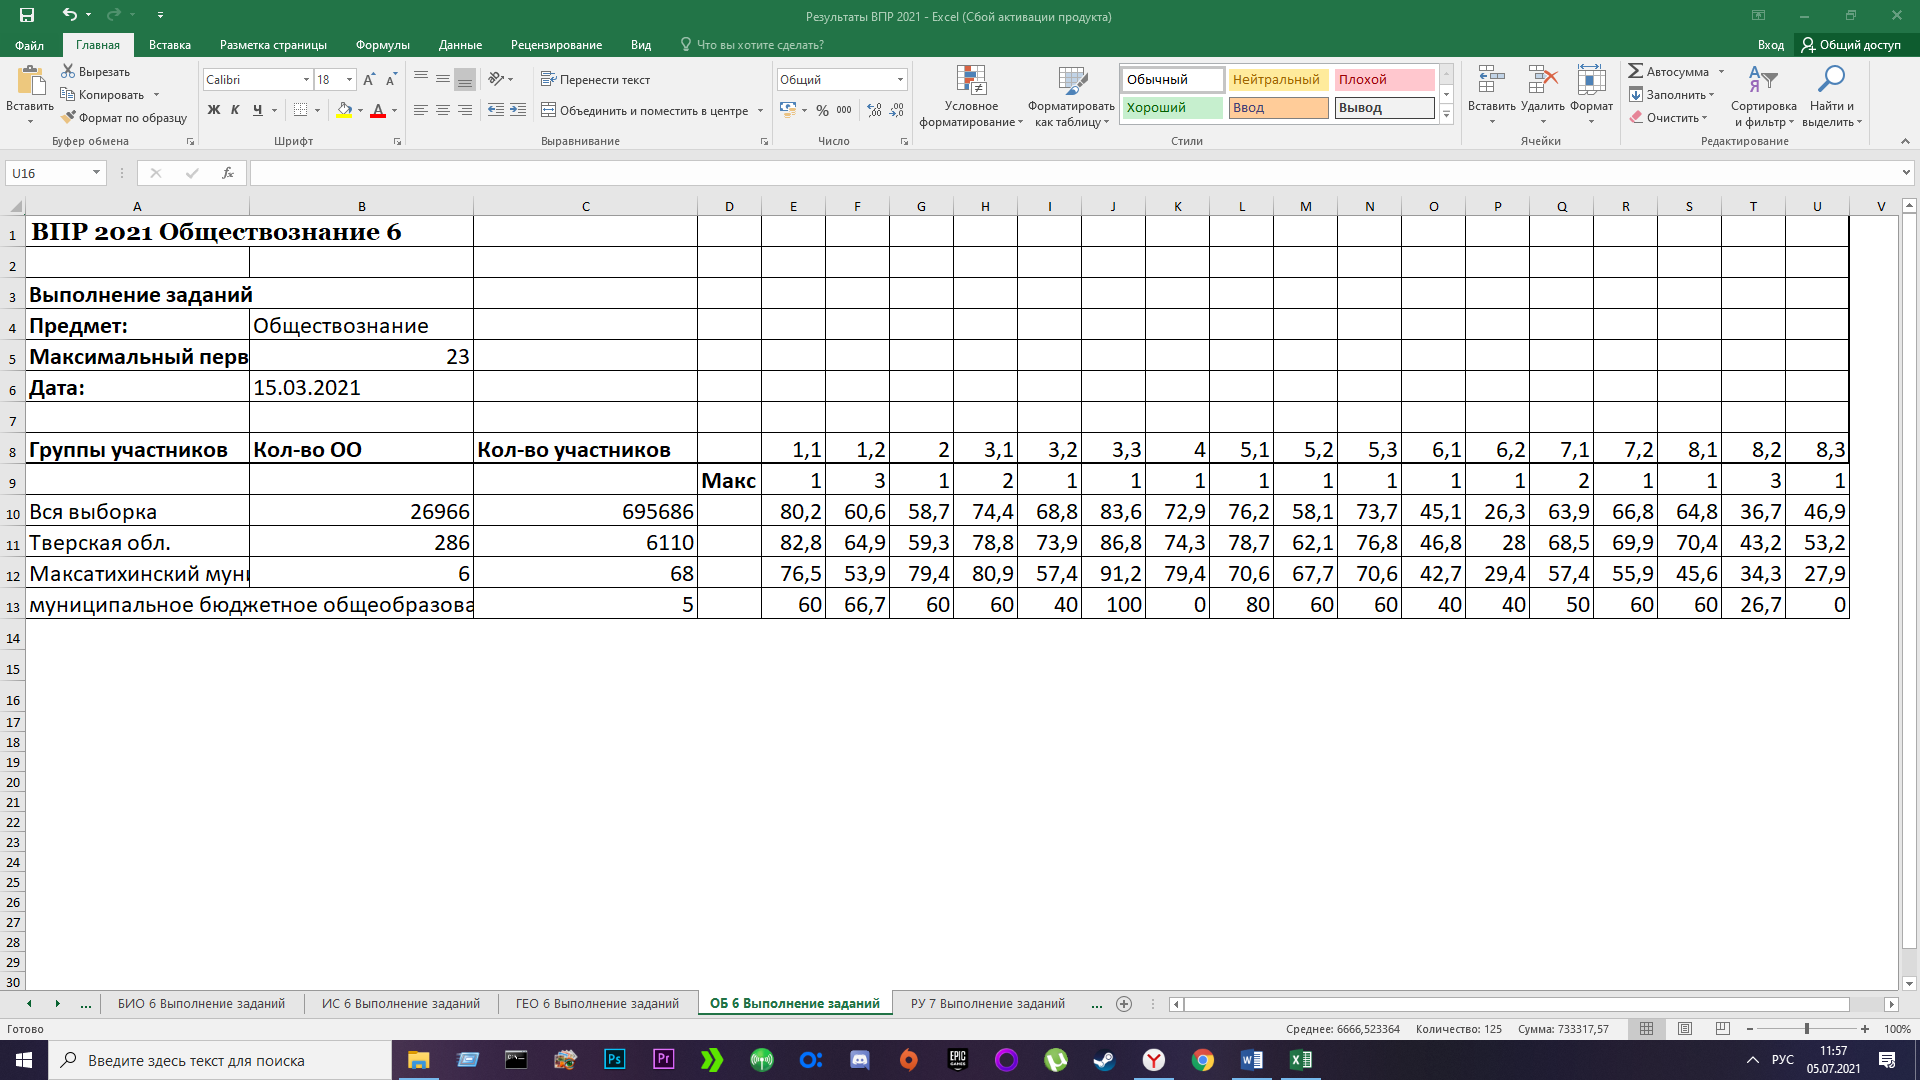 Результаты ВПР 2021 - Excel (Сбой активации продукта)
Файл Главная Вставка Разметка страницы Формулы Данные Рецензирование Вид Что вы хотите сделать? Вход Общий доступ
Вставить Вырезать Копировать Формат по образцу
Calibri 18
Ж К Ч
Перенести текст
Объединить и поместить в центре
Общий
% 000
Условное форматирование Форматировать как таблицу
Обычный Нейтральный Плохой
Хороший Ввод Вывод
Вставить Удалить Формат
Автосумма
Заполнить
Очистить
Сортировка и фильтр Найти и выделить
Буфер обмена Шрифт Выравнивание Число Стили Ячейки Редактирование
U16 fx
A B C D E F G H I J K L M N O P Q R S T U V
1 ВПР 2021 Обществознание 6
2
3 Выполнение заданий
4 Предмет: Обществознание
5 Максимальный перв 23
6 Дата: 15.03.2021
7
8 Группы участников Кол-во ОО Кол-во участников 1,1 1,2 2 3,1 3,2 3,3 4 5,1 5,2 5,3 6,1 6,2 7,1 7,2 8,1 8,2 8,3
9 Макс 1 3 1 2 1 1 1 1 1 1 1 1 2 1 1 3 1
10 Вся выборка 26966 695686 80,2 60,6 58,7 74,4 68,8 83,6 72,9 76,2 58,1 73,7 45,1 26,3 63,9 66,8 64,8 36,7 46,9
11 Тверская обл. 286 6110 82,8 64,9 59,3 78,8 73,9 86,8 74,3 78,7 62,1 76,8 46,8 28 68,5 69,9 70,4 43,2 53,2
12 Максатихинский муни 6 68 76,5 53,9 79,4 80,9 57,4 91,2 79,4 70,6 67,7 70,6 42,7 29,4 57,4 55,9 45,6 34,3 27,9
13 муниципальное бюджетное общеобразова 5 60 66,7 60 60 40 100 0 80 60 60 40 40 50 60 60 26,7 0
14
15
16
17
18
19
20
21
22
23
24
25
26
27
28
29
30
... БИО 6 Выполнение заданий ИС 6 Выполнение заданий ГЕО 6 Выполнение заданий ОБ 6 Выполнение заданий РУ 7 Выполнение заданий ...
Готово Среднее: 6666,523364 Количество: 125 Сумма: 733317,57 100%
Введите здесь текст для поиска
Ps Pr EPIC GAMES
РУС 11:57
05.07.2021